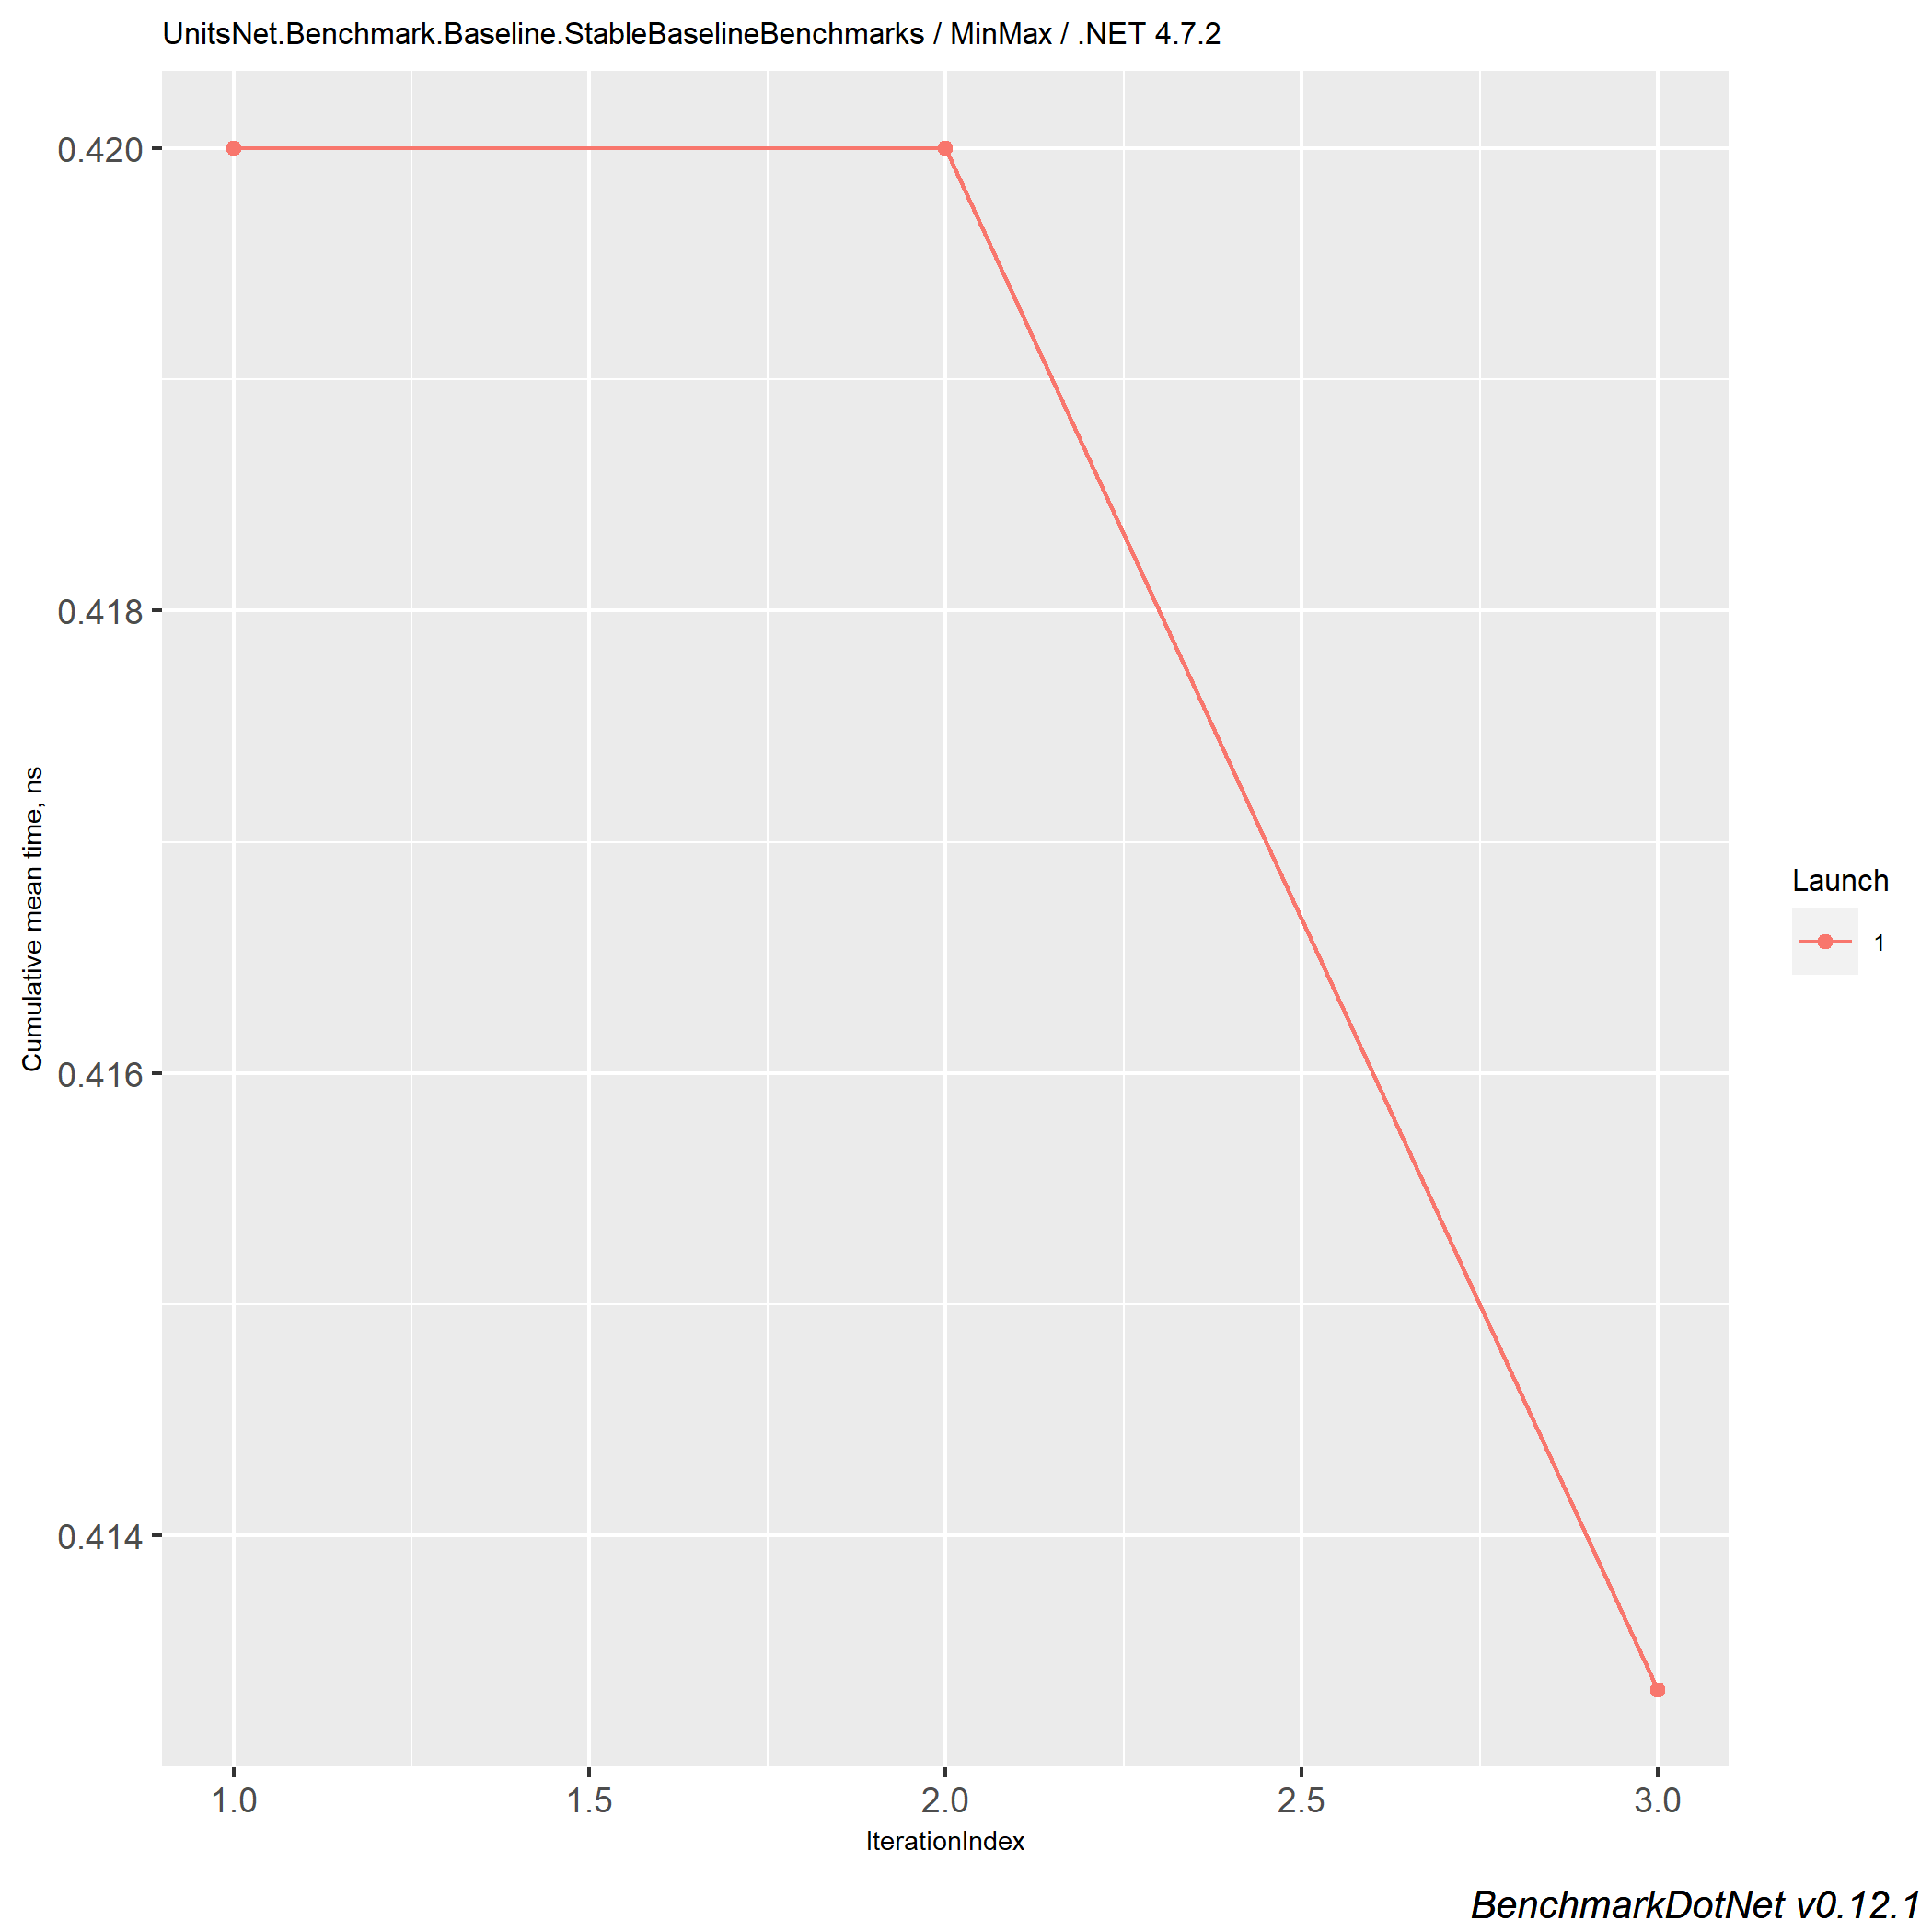 UnitsNet.Benchmark.Baseline.StableBaselineBenchmarks / MinMax / .NET 4.7.2
Cumulative mean time, ns
0.420
0.418
0.416
0.414
1.0 1.5 2.0 2.5 3.0
IterationIndex
Launch
1
BenchmarkDotNet v0.12.1